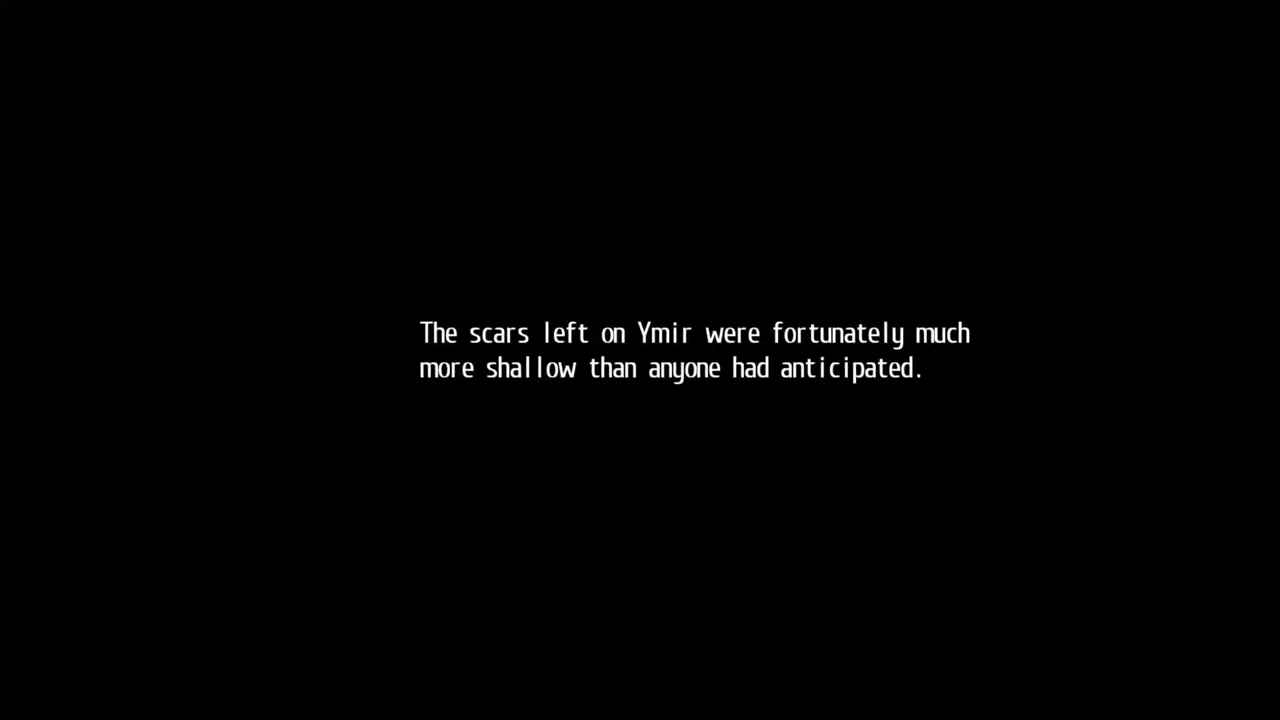 The scars left on Ymir were fortunately much
more shallow than anyone had anticipated.